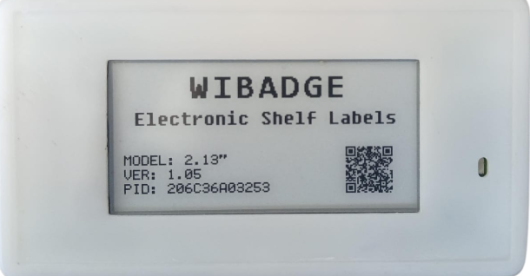 WIBADGE
Electronic Shelf Labels
MODEL: 2.13”
VER: 1.05
PID: 206C36A03253